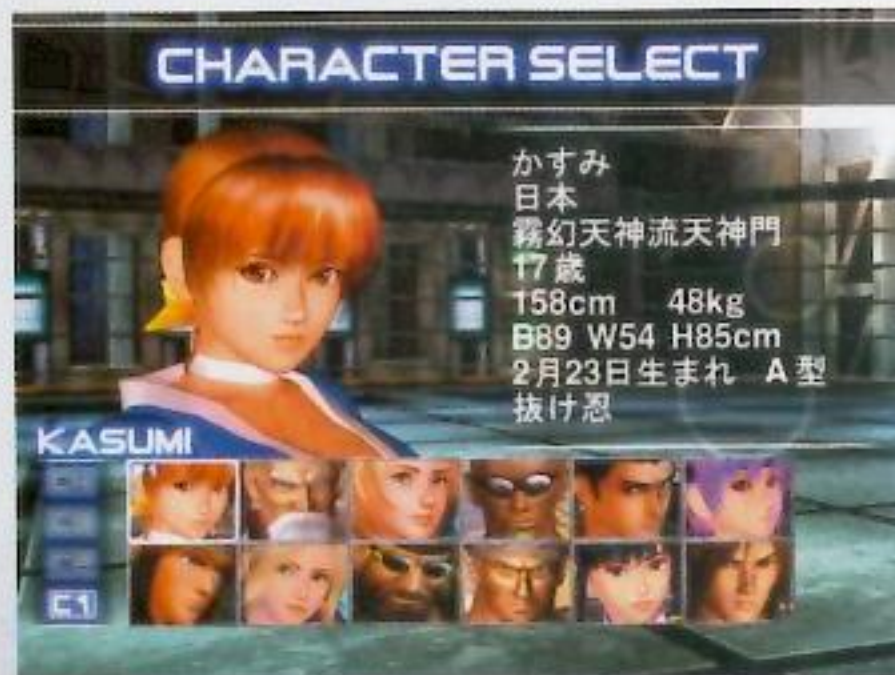 CHARACTER SELECT
かすみ
日本
霧幻天神流天神門
17歳
158cm 48kg
B89 W54 H85cm
2月23日生まれ A型
抜け忍
KASUMI
C1